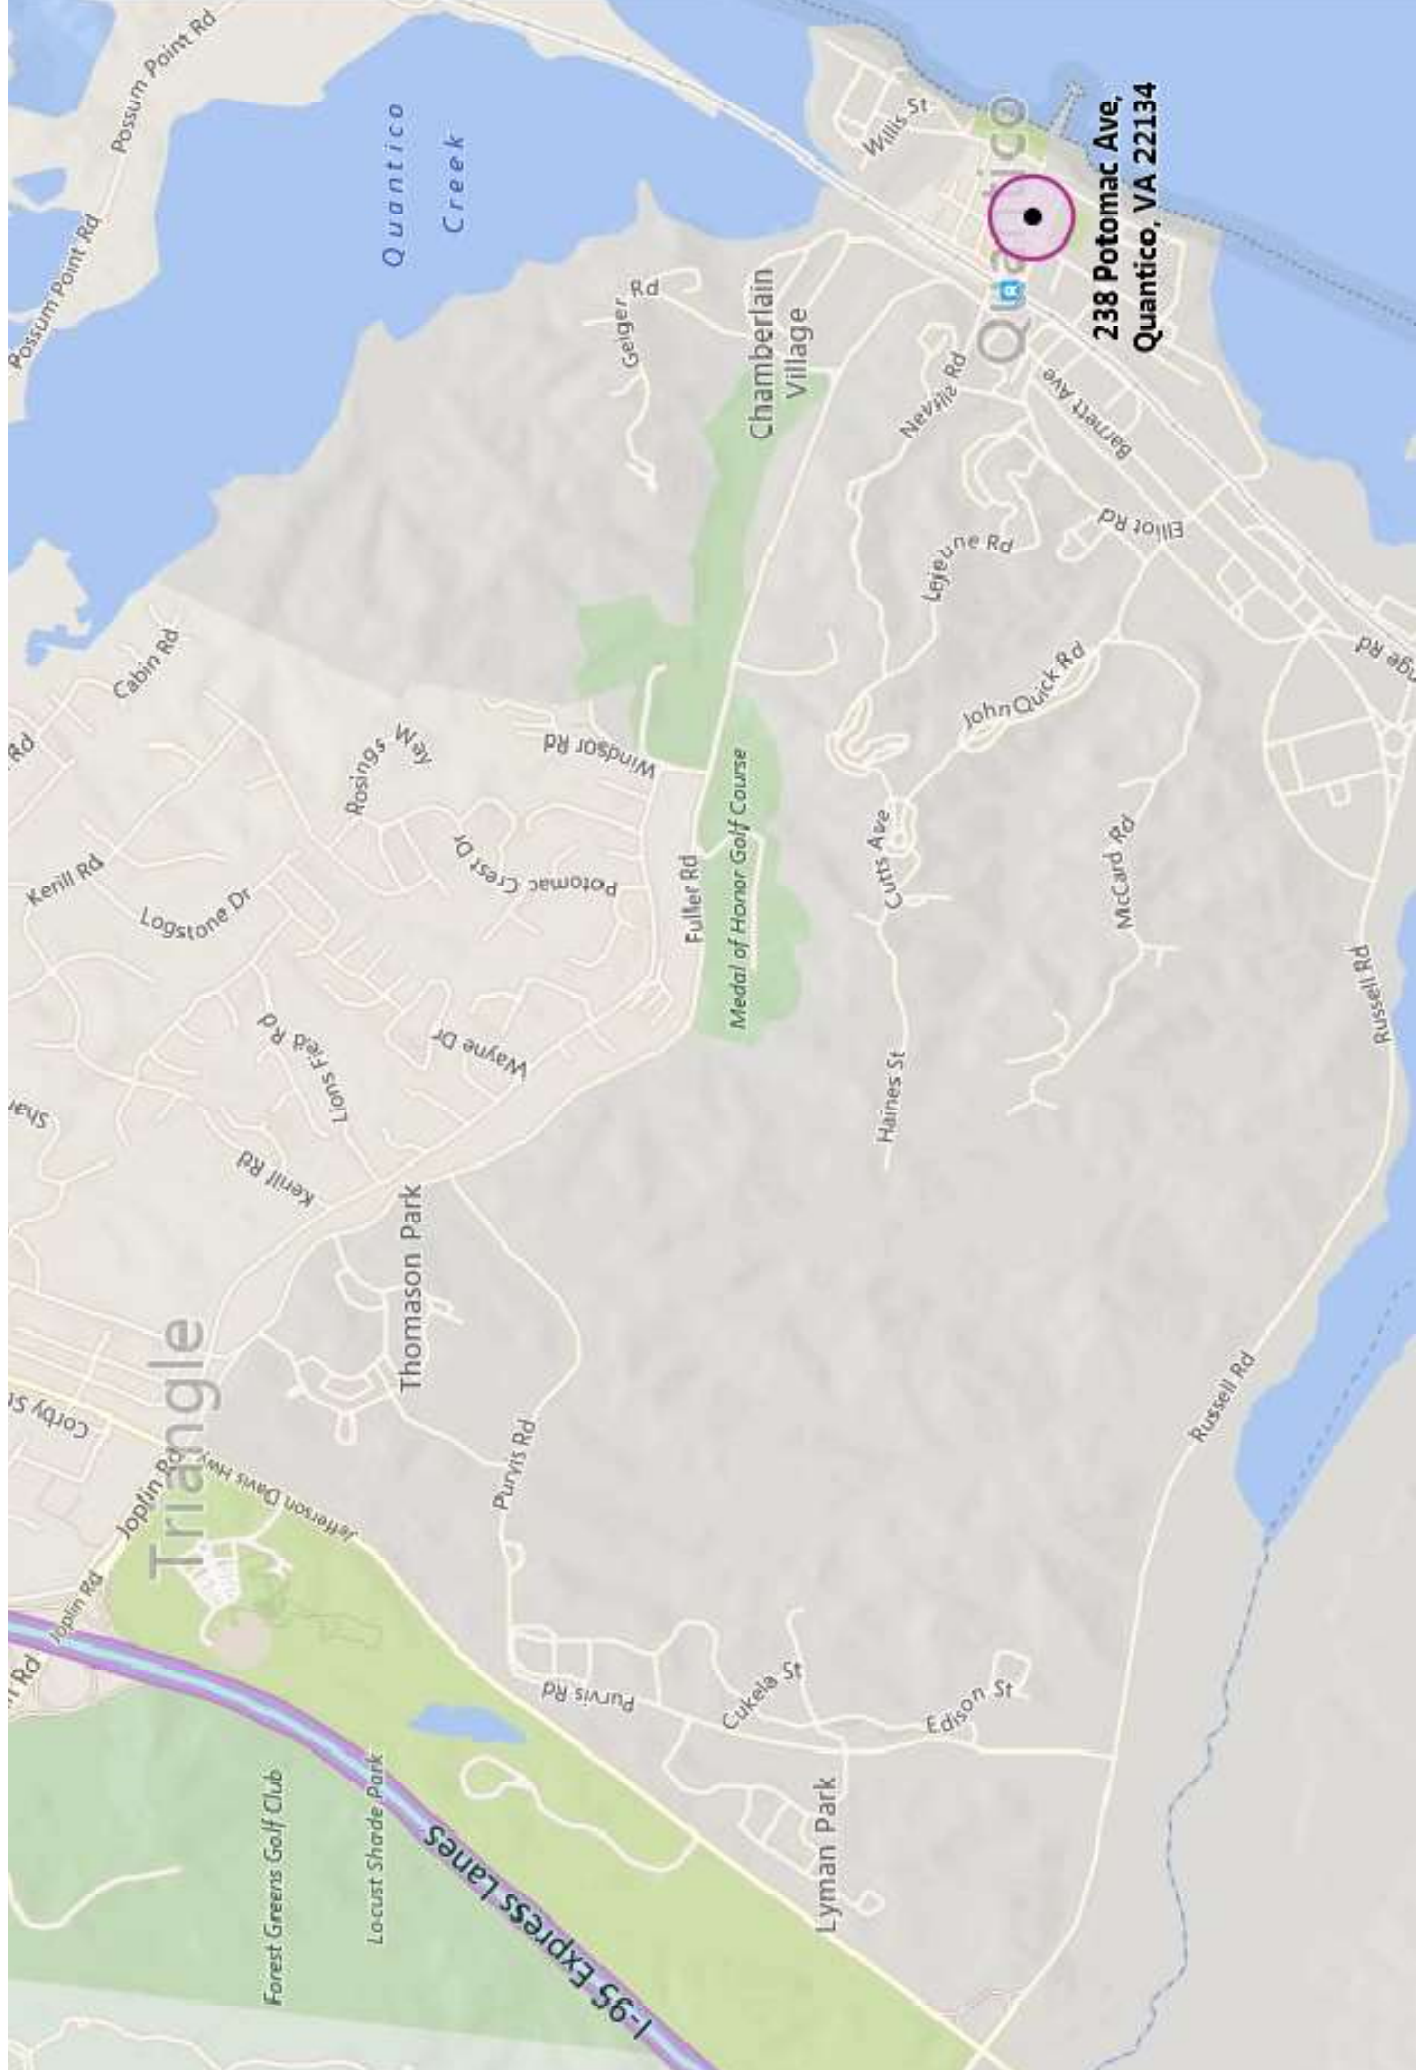 Possum Point Rd
Possum Point Rd
Quantico
Creek
Willis St
Quantico
238 Potomac Ave,
Quantico, VA 22134
Geiger
Rd
Chamberlain
Village
Neville Rd
Barnett Ave
Elliot Rd
Lejeune Rd
John Quick Rd
Cabin Rd
Rd
Rosings Way
Windsor Rd
Potomac Crest Dr
Kerill Rd
Logstone Dr
Fuller Rd
Medal of Honor Golf Course
Cutts Ave
McCard Rd
Russell Rd
Haines St
Wayne Dr
Lions Field Rd
Kerill Rd
Thomason Park
Triangle
Corby St
Joplin Rd
Joplin Rd
Jefferson Davis Hwy
Purvis Rd
Russell Rd
Purvis Rd
Cukela St
Edison St
Lyman Park
Forest Greens Golf Club
Locust Shade Park
I-95 Express Lanes